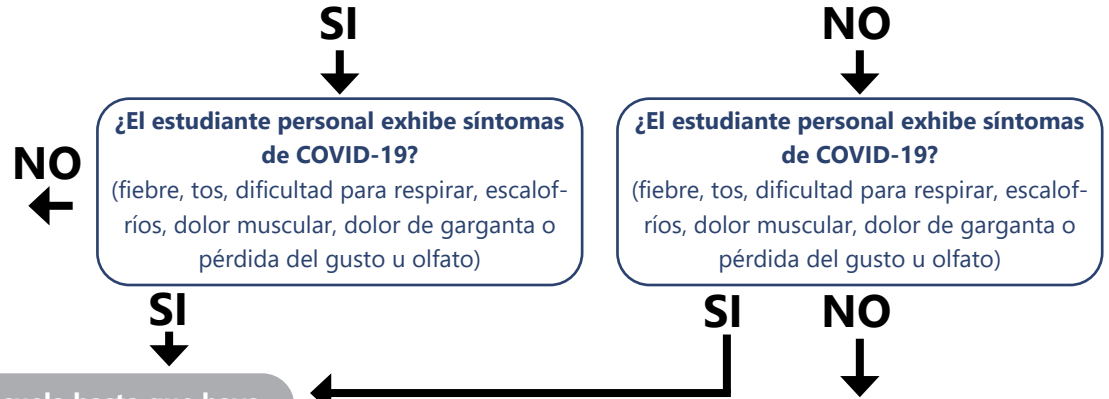 SI
NO
¿El estudiante personal exhibe síntomas
de COVID-19?
(fiebre, tos, dificultad para respirar, escalof-
ríos, dolor muscular, dolor de garganta o
pérdida del gusto u olfato)
¿El estudiante personal exhibe síntomas
de COVID-19?
(fiebre, tos, dificultad para respirar, escalof-
ríos, dolor muscular, dolor de garganta o
pérdida del gusto u olfato)
NO
SI
SI
NO